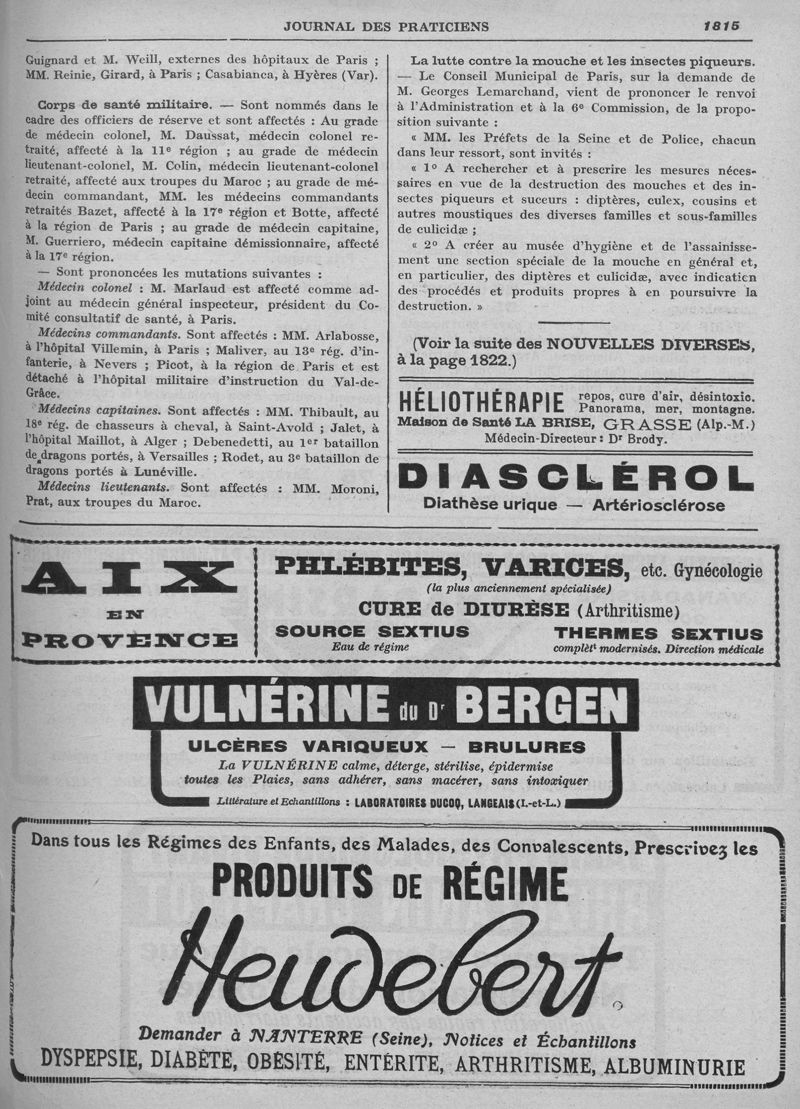 JOURNAL DES PRATICIENS 1815
Guignard et M. Weill, externes des hôpitaux de Paris ;
MM. Reinie, Girard, à Paris ; Casabianca, à Hyères (Var).
Corps de santé militaire. — Sont nommés dans le
cadre des officiers de réserve et sont affectés : Au grade
de médecin colonel, M. Daussat, médecin colonel re-
traité, affecté à la 11e région ; au grade de médecin
lieutenant-colonel, M. Colin, médecin lieutenant-colonel
retraité, affecté aux troupes du Maroc ; au grade de mé-
decin commandant, MM. les médecins commandants
retraités Bazet, affecté à la 17e région et Botte, affecté
à la région de Paris ; au grade de médecin capitaine,
M. Guerriero, médecin capitaine démissionnaire, affecté
à la 17e région.
— Sont prononcées les mutations suivantes :
Médecin colonel : M. Marlaud est affecté comme ad-
joint au médecin général inspecteur, président du Co-
mité consultatif de santé, à Paris.
Médecins commandants. Sont affectés : MM. Arlabosse,
à l'hôpital Villemin, à Paris ; Maliver, au 13e rég. d'in-
fanterie, à Nevers ; Picot, à la région de Paris et est
détaché à l'hôpital militaire d'instruction du Val-de-
Grâce.
Médecins capitaines. Sont affectés : MM. Thibault, au
18e rég. de chasseurs à cheval, à Saint-Avold ; Jalet, à
l'hôpital Maillot, à Alger ; Debenedetti, au 1er bataillon
de dragons portés, à Versailles ; Rodet, au 3e bataillon de
dragons portés à Lunéville.
Médecins lieutenants. Sont affectés : MM. Moroni,
Prat, aux troupes du Maroc.
La lutte contre la mouche et les insectes piqueurs.
— Le Conseil Municipal de Paris, sur la demande de
M. Georges Lemarchand, vient de prononcer le renvoi
à l'Administration et à la 6e Commission, de la propo-
sition suivante :
« MM. les Préfets de la Seine et de Police, chacun
dans leur ressort, sont invités :
« 1° A rechercher et à prescrire les mesures néces-
saires en vue de la destruction des mouches et des in-
sectes piqueurs et suceurs : diptères, culex, cousins et
autres moustiques des diverses familles et sous-familles
de culicidæ ;
« 2° A créer au musée d'hygiène et de l'assainisse-
ment une section spéciale de la mouche en général et,
en particulier, des diptères et culicidæ, avec indication
des procédés et produits propres à en poursuivre la
destruction. »
(Voir la suite des NOUVELLES DIVERSES,
à la page 1822.)
HÉLIOTHÉRAPIE repos, cure d'air, désintoxic.
Panorama, mer, montagne.
Maison de Santé LA BRISE, GRASSE (Alp.-M.)
Médecin-Directeur : Dr Brody.
DIASCLÉROL
Diathèse urique — Artériosclérose
AIX
EN
PROVENCE
PHLÉBITES, VARICES, etc. Gynécologie
(la plus anciennement spécialisée)
CURE de DIURÈSE (Arthritisme)
SOURCE SEXTIUS THERMES SEXTIUS
Eau de régime complètt modernisés. Direction médicale
VULNÉRINE du Dr BERGEN
ULCÈRES VARIQUEUX — BRULURES
La VULNÉRINE calme, déterge, stérilise, épidermise
toutes les Plaies, sans adhérer, sans macérer, sans intoxiquer
Littérature et Echantillons : LABORATOIRES DUCOQ, LANGEAIS (I.-et-L.)
Dans tous les Régimes des Enfants, des Malades, des Convalescents, Prescrivez les
PRODUITS DE RÉGIME
Heudebert
Demander à NANTERRE (Seine), Notices et Échantillons
DYSPEPSIE, DIABÈTE, OBÉSITÉ, ENTÉRITE, ARTHRITISME, ALBUMINURIE